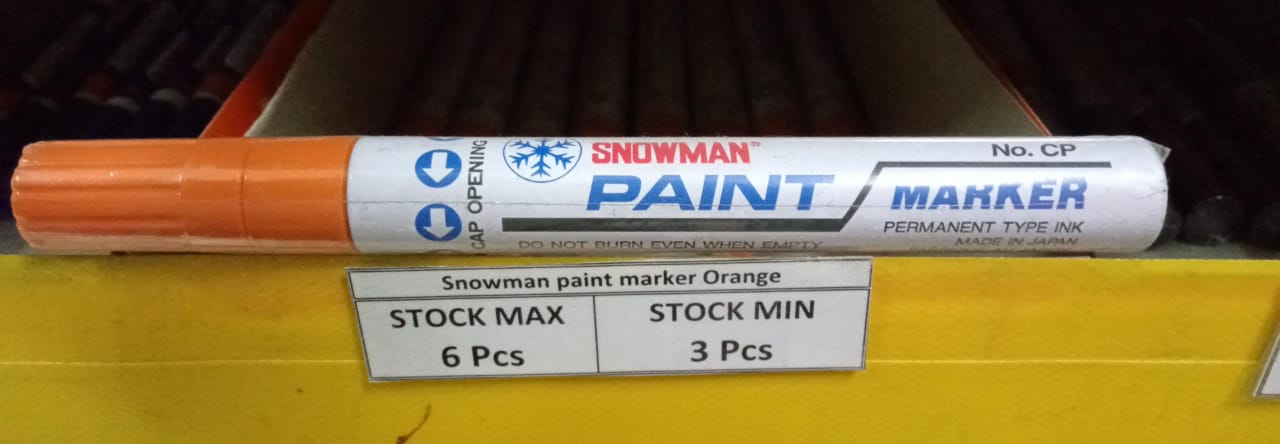 CAP OPENING
SNOWMAN®
PAINT
No. CP
MARKER
PERMANENT TYPE INK
MADE IN JAPAN
DO NOT BURN EVEN WHEN EMPTY
Snowman paint marker Orange
STOCK MAX
6 Pcs
STOCK MIN
3 Pcs